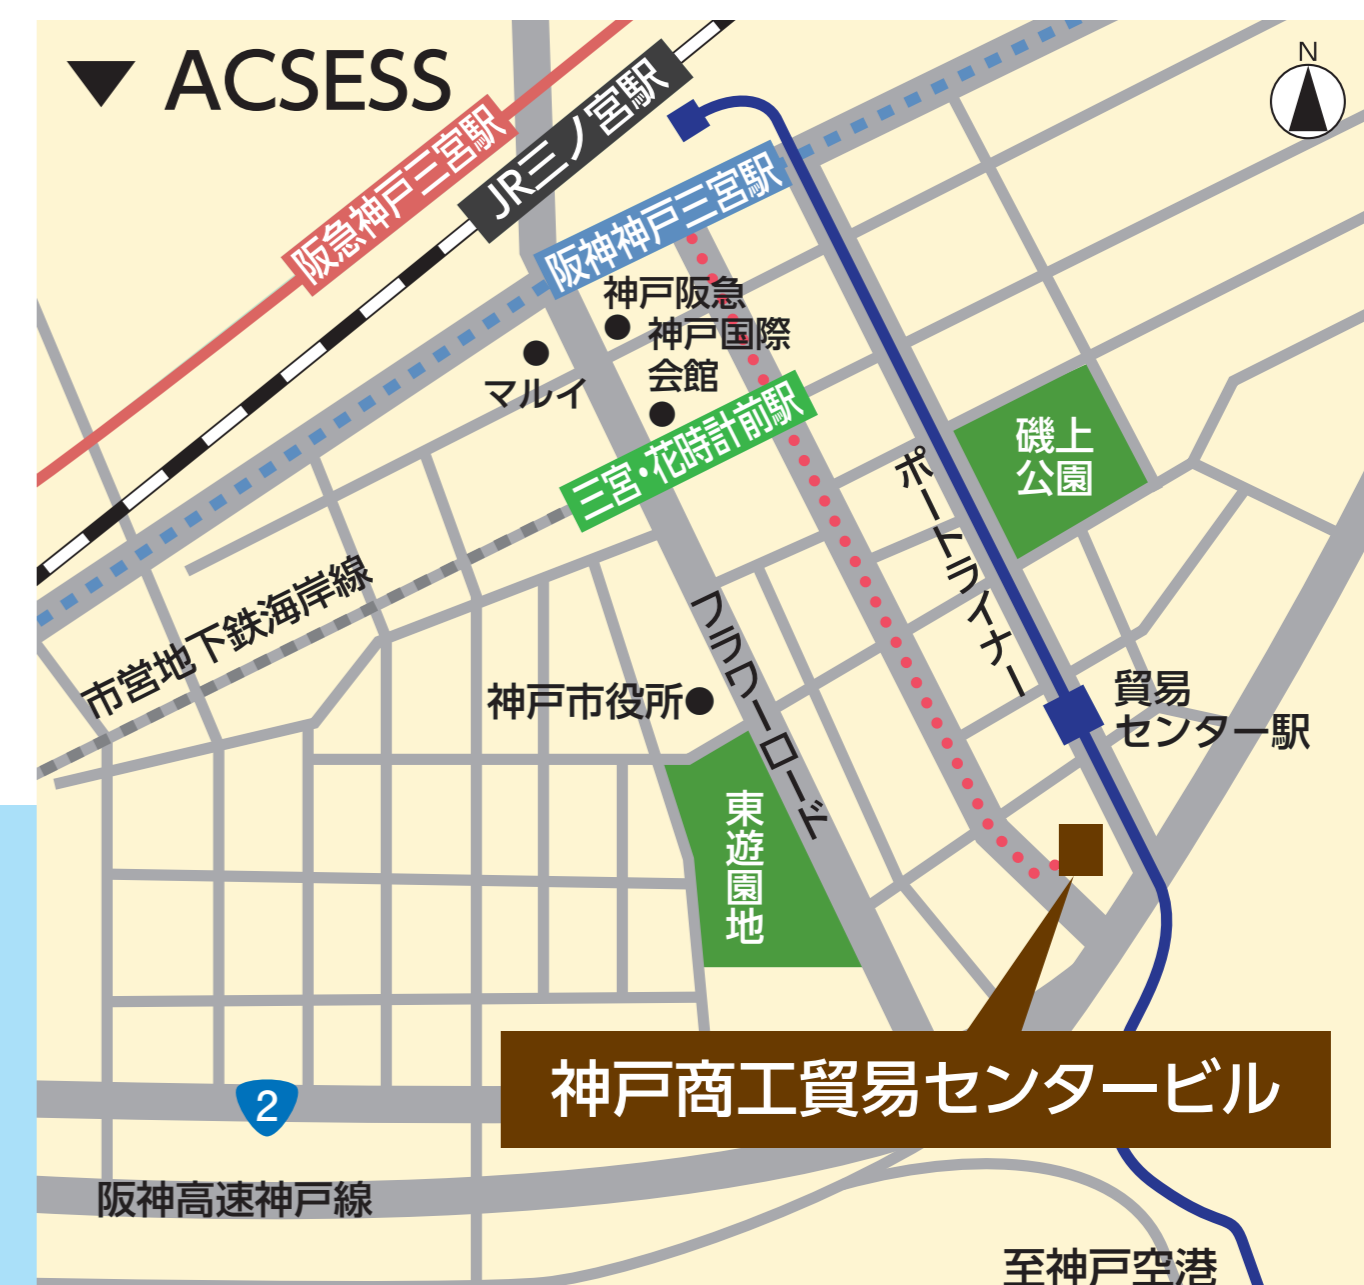 ▼ ACSESS
N
阪急神戸三宮駅
JR三ノ宮駅
阪神神戸三宮駅
神戸阪急
神戸国際
会館
マルイ
三宮・花時計前駅
磯上
公園
ポートライナー
市営地下鉄海岸線
フラワーロード
神戸市役所
貿易
センター駅
東遊園地
神戸商工貿易センタービル
2
阪神高速神戸線
至神戸空港